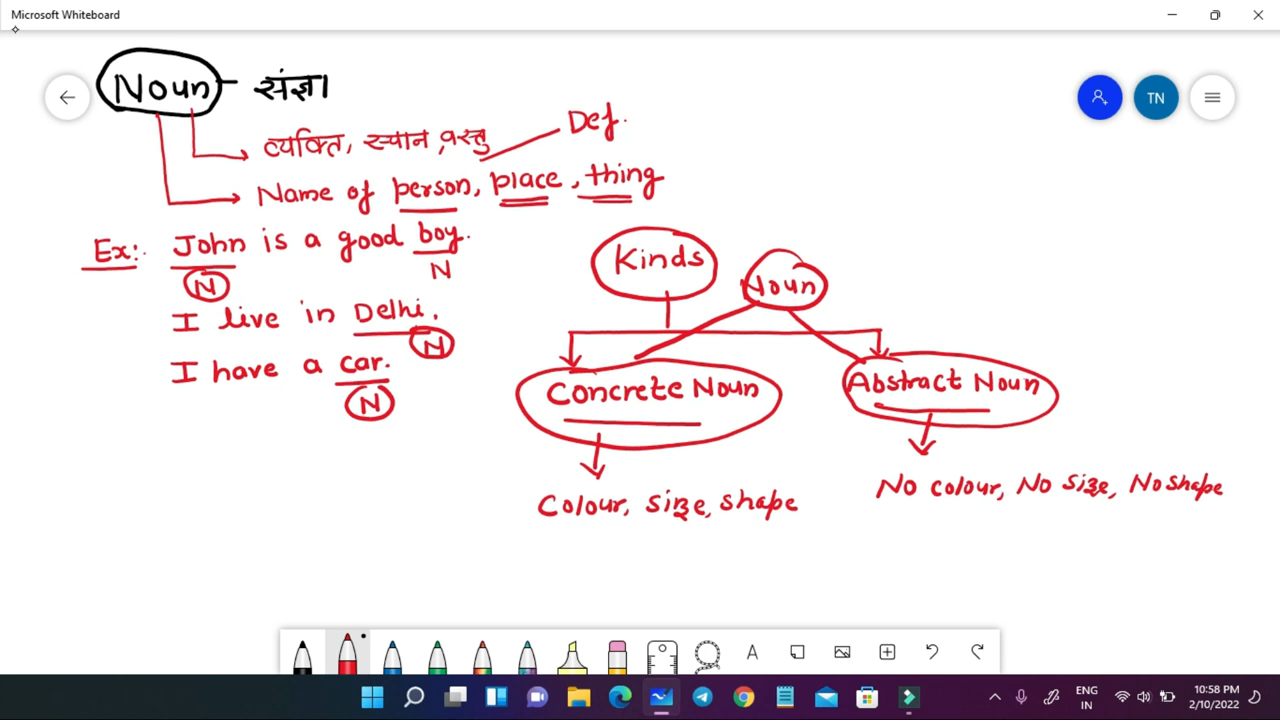 Microsoft Whiteboard
Noun - संज्ञा
TN
व्यक्ति, स्थान, वस्तु
Def.
Name of person, place, thing
Ex:. John is a good boy.
N
N
I live in Delhi.
N
I have a car.
N
Kinds
Noun
Concrete Noun
Abstract Noun
Colour, size, shape
No colour, No size, No shape
A
ENG
IN
10:58 PM
2/10/2022